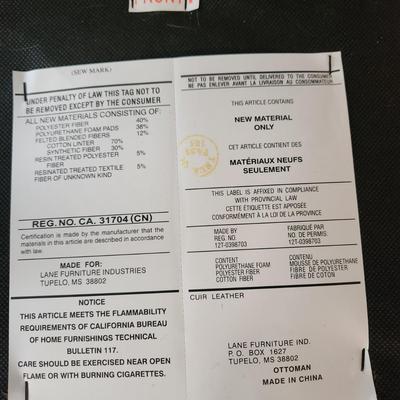 FRONT
(SEW MARK)
UNDER PENALTY OF LAW THIS TAG NOT TO
BE REMOVED EXCEPT BY THE CONSUMER
ALL NEW MATERIALS CONSISTING OF:
POLYESTER FIBER 40%
POLYURETHANE FOAM PADS 38%
FELTED BLENDED FIBERS 12%
COTTON LINTER 70%
SYNTHETIC FIBER 30%
RESIN TREATED POLYESTER 5%
FIBER
RESINATED TREATED TEXTILE 5%
FIBER OF UNKNOWN KIND
REG. NO. CA. 31704 (CN)
Certification is made by the manufacturer that the
materials in this article are described in accordance
with law.
MADE FOR:
LANE FURNITURE INDUSTRIES
TUPELO, MS 38802
NOTICE
THIS ARTICLE MEETS THE FLAMMABILITY
REQUIREMENTS OF CALIFORNIA BUREAU
OF HOME FURNISHINGS TECHNICAL
BULLETIN 117.
CARE SHOULD BE EXERCISED NEAR OPEN
FLAME OR WITH BURNING CIGARETTES.
NOT TO BE REMOVED UNTIL DELIVERED TO THE CONSUMER
NE PAS ENLEVER AVANT LA LIVRAISON AU CONSOMMATEUR
THIS ARTICLE CONTAINS
NEW MATERIAL
ONLY
CET ARTICLE CONTIENT DES
MATÉRIAUX NEUFS
SEULEMENT
THIS LABEL IS AFFIXED IN COMPLIANCE
WITH PROVINCIAL LAW
CETTE ÉTIQUETTE EST APPOSÉE
CONFORMÉMENT À LA LOI DE LA PROVINCE
MADE BY FABRIQUÉ PAR
REG NO. NO. DE PERMIS.
12T-0398703 12T-0398703
CONTENT CONTENU
POLYURETHANE FOAM MOUSSE DE POLYURETHANE
POLYESTER FIBER FIBRE DE POLYESTER
COTTON FIBER FIBRE DE COTON
CUIR LEATHER
LANE FURNITURE IND.
P. O. BOX 1627
TUPELO, MS 38802
OTTOMAN
MADE IN CHINA